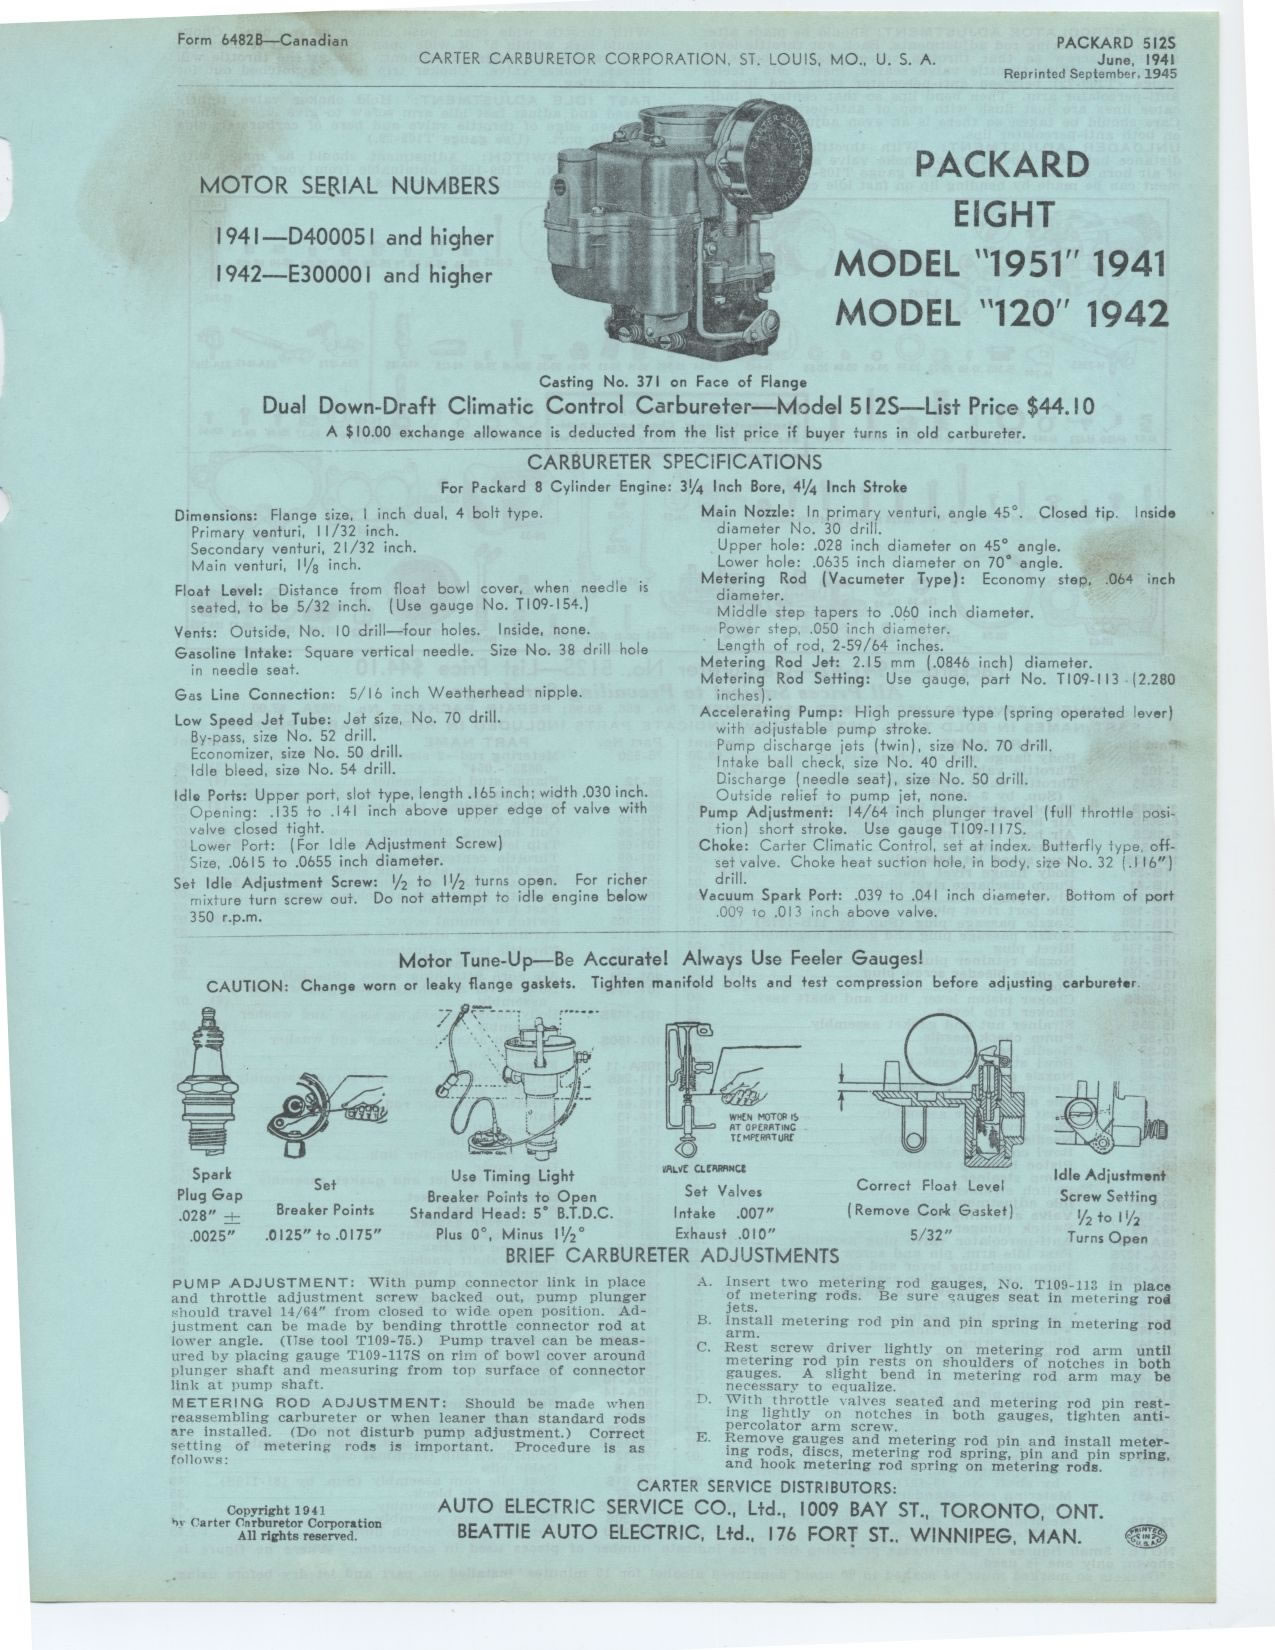 Form 6482B—Canadian
PACKARD 512S
CARTER CARBURETOR CORPORATION, ST. LOUIS, MO., U. S. A.
June, 1941
Reprinted September, 1945
MOTOR SERIAL NUMBERS
1941—D400051 and higher
1942—E300001 and higher
PACKARD
EIGHT
MODEL "1951" 1941
MODEL "120" 1942
Casting No. 371 on Face of Flange
Dual Down-Draft Climatic Control Carbureter—Model 512S—List Price $44.10
A $10.00 exchange allowance is deducted from the list price if buyer turns in old carbureter.
CARBURETER SPECIFICATIONS
For Packard 8 Cylinder Engine: 3¼ Inch Bore, 4¼ Inch Stroke
Dimensions: Flange size, 1 inch dual, 4 bolt type.
Primary venturi, 11/32 inch.
Secondary venturi, 21/32 inch.
Main venturi, 1⅛ inch.
Float Level: Distance from float bowl cover, when needle is
seated, to be 5/32 inch. (Use gauge No. T109-154.)
Vents: Outside, No. 10 drill—four holes. Inside, none.
Gasoline Intake: Square vertical needle. Size No. 38 drill hole
in needle seat.
Gas Line Connection: 5/16 inch Weatherhead nipple.
Low Speed Jet Tube: Jet size, No. 70 drill.
By-pass, size No. 52 drill.
Economizer, size No. 50 drill.
Idle bleed, size No. 54 drill.
Idle Ports: Upper port, slot type, length .165 inch; width .030 inch.
Opening: .135 to .141 inch above upper edge of valve with
valve closed tight.
Lower Port: (For Idle Adjustment Screw)
Size, .0615 to .0655 inch diameter.
Set Idle Adjustment Screw: ½ to 1½ turns open. For richer
mixture turn screw out. Do not attempt to idle engine below
350 r.p.m.
Main Nozzle: In primary venturi, angle 45°. Closed tip. Inside
diameter No. 30 drill.
Upper hole: .028 inch diameter on 45° angle.
Lower hole: .0635 inch diameter on 70° angle.
Metering Rod (Vacumeter Type): Economy step, .064 inch
diameter.
Middle step tapers to .060 inch diameter.
Power step, .050 inch diameter.
Length of rod, 2-59/64 inches.
Metering Rod Jet: 2.15 mm (.0846 inch) diameter.
Metering Rod Setting: Use gauge, part No. T109-113 (2.280
inches).
Accelerating Pump: High pressure type (spring operated lever)
with adjustable pump stroke.
Pump discharge jets (twin), size No. 70 drill.
Intake ball check, size No. 40 drill.
Discharge (needle seat), size No. 50 drill.
Outside relief to pump jet, none.
Pump Adjustment: 14/64 inch plunger travel (full throttle posi-
tion) short stroke. Use gauge T109-117S.
Choke: Carter Climatic Control, set at index. Butterfly type, off-
set valve. Choke heat suction hole, in body, size No. 32 (.116")
drill.
Vacuum Spark Port: .039 to .041 inch diameter. Bottom of port
.009 to .013 inch above valve.
Motor Tune-Up—Be Accurate! Always Use Feeler Gauges!
CAUTION: Change worn or leaky flange gaskets. Tighten manifold bolts and test compression before adjusting carbureter.
WHEN MOTOR IS
AT OPERATING
TEMPERATURE
VALVE CLEARANCE
Spark
Plug Gap
.028" ±
.0025"
Set
Breaker Points
.0125" to .0175"
Use Timing Light
Breaker Points to Open
Standard Head: 5° B.T.D.C.
Plus 0°, Minus 1½°
Set Valves
Intake .007"
Exhaust .010"
Correct Float Level
(Remove Cork Gasket)
5/32"
Idle Adjustment
Screw Setting
½ to 1½
Turns Open
BRIEF CARBURETER ADJUSTMENTS
PUMP ADJUSTMENT: With pump connector link in place
and throttle adjustment screw backed out, pump plunger
should travel 14/64" from closed to wide open position. Ad-
justment can be made by bending throttle connector rod at
lower angle. (Use tool T109-75.) Pump travel can be meas-
ured by placing gauge T109-117S on rim of bowl cover around
plunger shaft and measuring from top surface of connector
link at pump shaft.
METERING ROD ADJUSTMENT: Should be made when
reassembling carbureter or when leaner than standard rods
are installed. (Do not disturb pump adjustment.) Correct
setting of metering rods is important. Procedure is as
follows:
A. Insert two metering rod gauges, No. T109-113 in place
of metering rods. Be sure gauges seat in metering rod
jets.
B. Install metering rod pin and pin spring in metering rod
arm.
C. Rest screw driver lightly on metering rod arm until
metering rod pin rests on shoulders of notches in both
gauges. A slight bend in metering rod arm may be
necessary to equalize.
D. With throttle valves seated and metering rod pin rest-
ing lightly on notches in both gauges, tighten anti-
percolator arm screw.
E. Remove gauges and metering rod pin and install meter-
ing rods, discs, metering rod spring, pin and pin spring,
and hook metering rod spring on metering rods.
CARTER SERVICE DISTRIBUTORS:
AUTO ELECTRIC SERVICE CO., Ltd., 1009 BAY ST., TORONTO, ONT.
BEATTIE AUTO ELECTRIC, Ltd., 176 FORT ST., WINNIPEG, MAN.
Copyright 1941
by Carter Carburetor Corporation
All rights reserved.
PRINTED
IN
U.S.A.